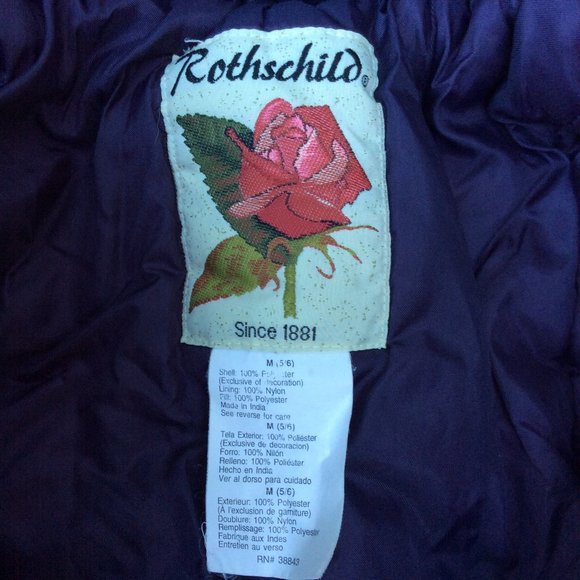 Rothschild®
Since 1881
M (5/6)
Shell: 100% Polyester
(Exclusive of decoration)
Lining: 100% Nylon
Fill: 100% Polyester
Made in India
See reverse for care
M (5/6)
Tela Exterior: 100% Poliéster
(Exclusive de decoracion)
Forro: 100% Nilón
Relleno: 100% Poliéster
Hecho en India
Ver al dorso para cuidado
M (5/6)
Exterieur: 100% Polyester
(A l'exclusion de garniture)
Doublure: 100% Nylon
Remplissage: 100% Polyester
Fabrique aux Indes
Entretien au verso
RN# 38843